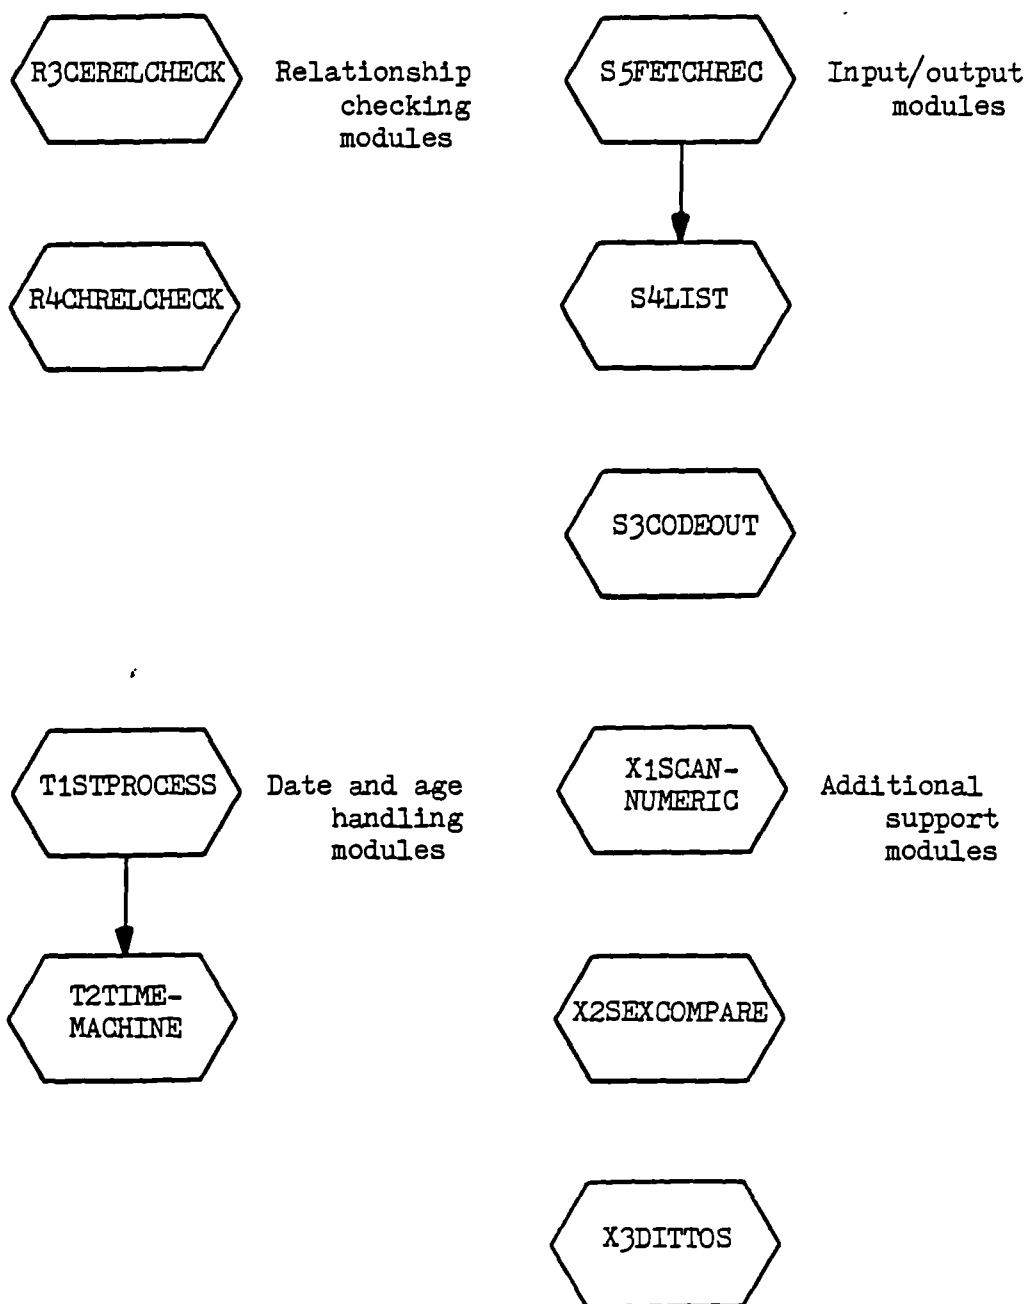 R3CERELCHECK
Relationship
checking
modules
S5FETCHREC
Input/output
modules
R4CHRELCHECK
S4LIST
S3CODEOUT
T1STPROCESS
Date and age
handling
modules
X1SCAN-
NUMERIC
Additional
support
modules
T2TIME-
MACHINE
X2SEXCOMPARE
X3DITTOS